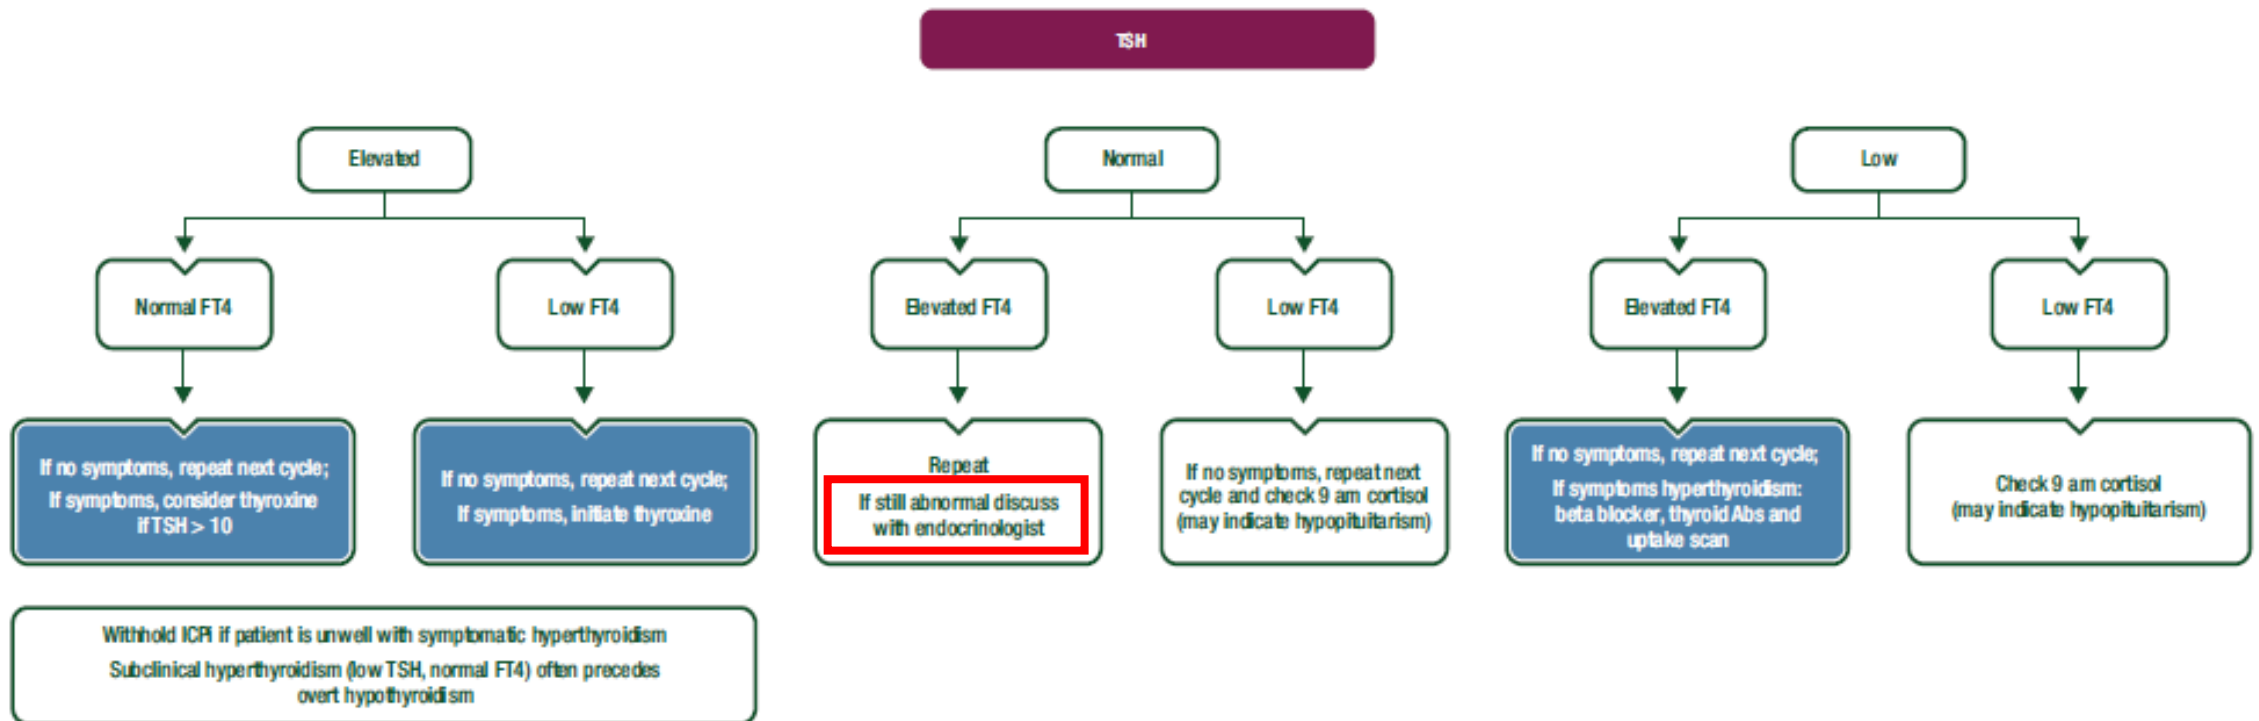 TSH
Elevated
Normal
Low
Normal FT4
Low FT4
Elevated FT4
Low FT4
Elevated FT4
Low FT4
If no symptoms, repeat next cycle;
If symptoms, consider thyroxine
if TSH > 10
If no symptoms, repeat next cycle;
If symptoms, initiate thyroxine
Repeat
If still abnormal discuss
with endocrinologist
If no symptoms, repeat next
cycle and check 9 am cortisol
(may indicate hypopituitarism)
If no symptoms, repeat next cycle;
If symptoms hyperthyroidism:
beta blocker, thyroid Abs and
uptake scan
Check 9 am cortisol
(may indicate hypopituitarism)
Withhold ICPi if patient is unwell with symptomatic hyperthyroidism
Subclinical hyperthyroidism (low TSH, normal FT4) often precedes
overt hypothyroidism